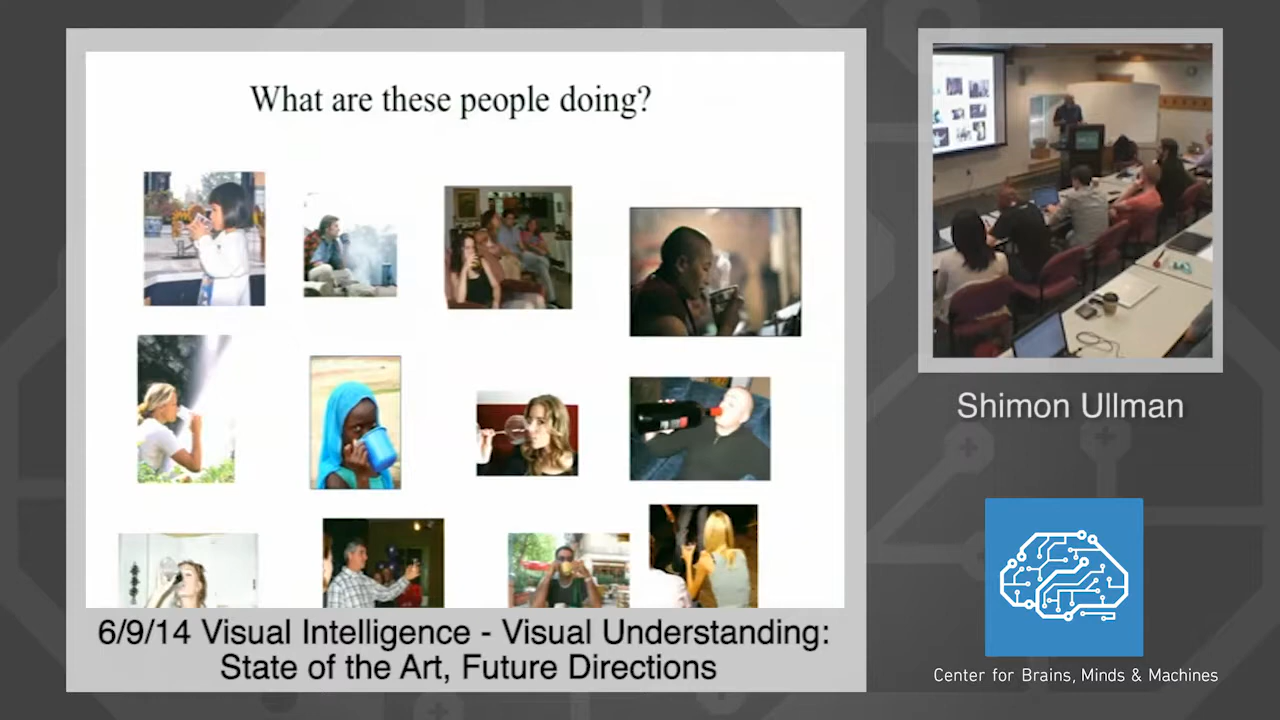 What are these people doing?
Shimon Ullman
6/9/14 Visual Intelligence - Visual Understanding:
State of the Art, Future Directions
Center for Brains, Minds & Machines